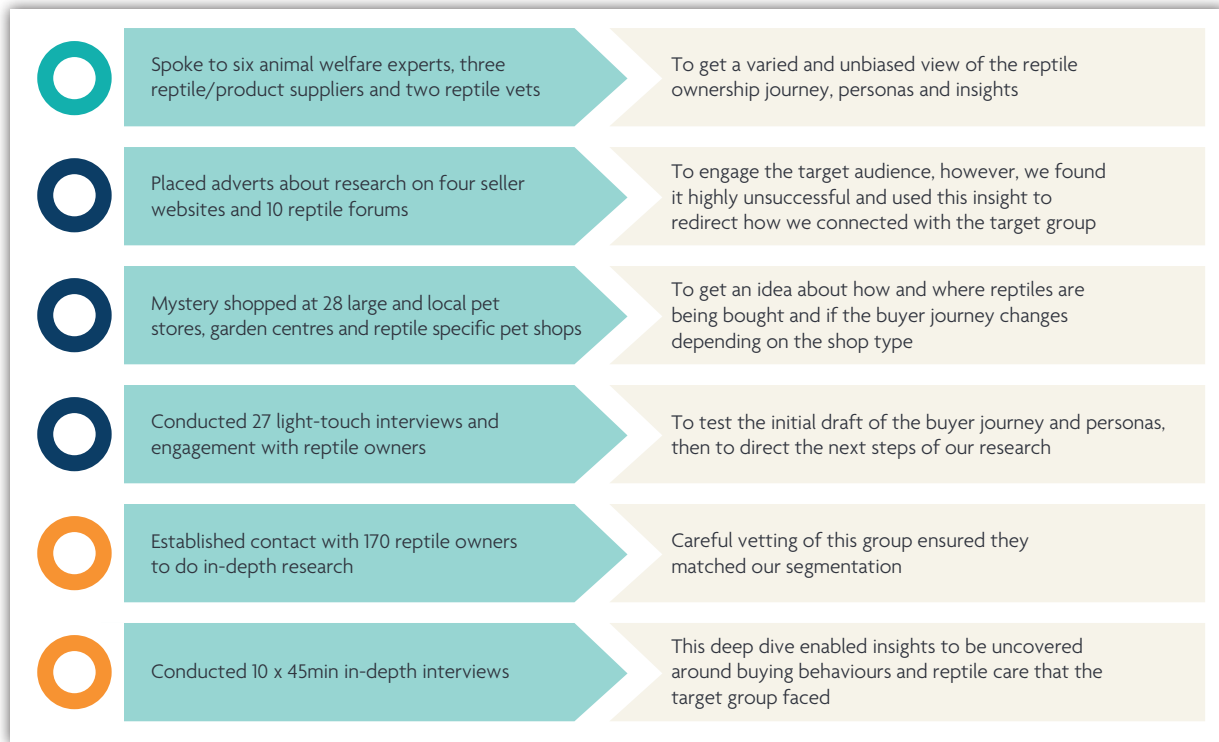 Spoke to six animal welfare experts, three
reptile/product suppliers and two reptile vets
To get a varied and unbiased view of the reptile
ownership journey, personas and insights
Placed adverts about research on four seller
websites and 10 reptile forums
To engage the target audience, however, we found
it highly unsuccessful and used this insight to
redirect how we connected with the target group
Mystery shopped at 28 large and local pet
stores, garden centres and reptile specific pet shops
To get an idea about how and where reptiles are
being bought and if the buyer journey changes
depending on the shop type
Conducted 27 light-touch interviews and
engagement with reptile owners
To test the initial draft of the buyer journey and personas,
then to direct the next steps of our research
Established contact with 170 reptile owners
to do in-depth research
Careful vetting of this group ensured they
matched our segmentation
Conducted 10 x 45min in-depth interviews
This deep dive enabled insights to be uncovered
around buying behaviours and reptile care that the
target group faced